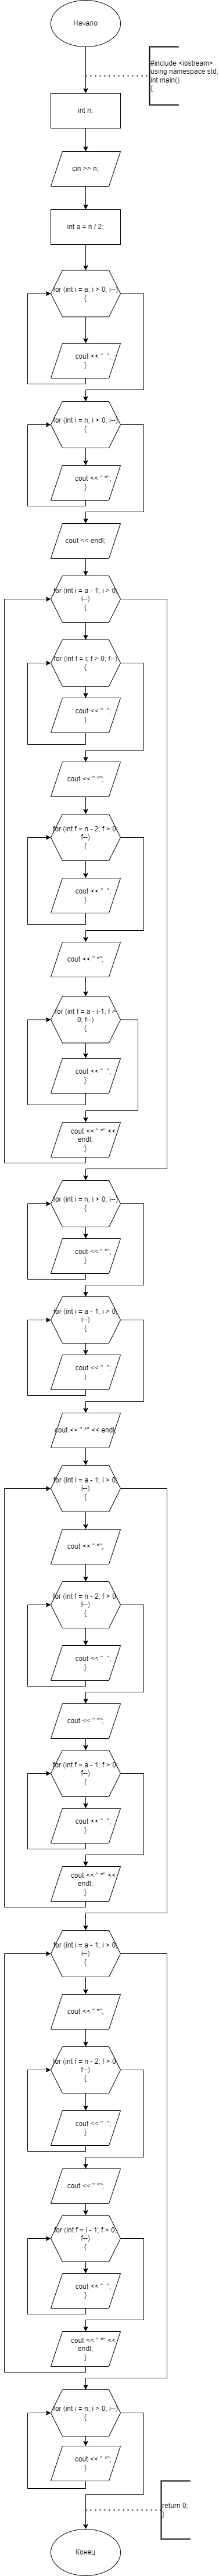 Начало
#include <iostream>
using namespace std;
int main()
{
int n;
cin >> n;
int a = n / 2;
for (int i = a; i > 0; i--)
{
cout << "  ";
}
for (int i = n; i > 0; i--)
{
cout << " *";
}
cout << endl;
for (int i = a - 1; i > 0;
i--)
{
for (int f = i; f > 0; f--)
{
cout << "  ";
}
cout << " *";
for (int f = n - 2; f > 0;
f--)
{
cout << "  ";
}
cout << " *";
for (int f = a - i-1; f >
0; f--)
{
cout << "  ";
}
cout << " *" <<
endl;
}
for (int i = n; i > 0; i--)
{
cout << " *";
}
for (int i = a - 1; i > 0;
i--)
{
cout << "  ";
}
cout << " *" << endl;
for (int i = a - 1; i > 0;
i--)
{
cout << " *";
for (int f = n - 2; f > 0;
f--)
{
cout << "  ";
}
cout << " *";
for (int f = a - 1; f > 0;
f--)
{
cout << "  ";
}
cout << " *" <<
endl;
}
for (int i = a - 1; i > 0;
i--)
{
cout << " *";
for (int f = n - 2; f > 0;
f--)
{
cout << "  ";
}
cout << " *";
for (int f = i - 1; f > 0;
f--)
{
cout << "  ";
}
cout << " *" <<
endl;
}
for (int i = n; i > 0; i--)
{
cout << " *";
}
return 0;
}
Конец